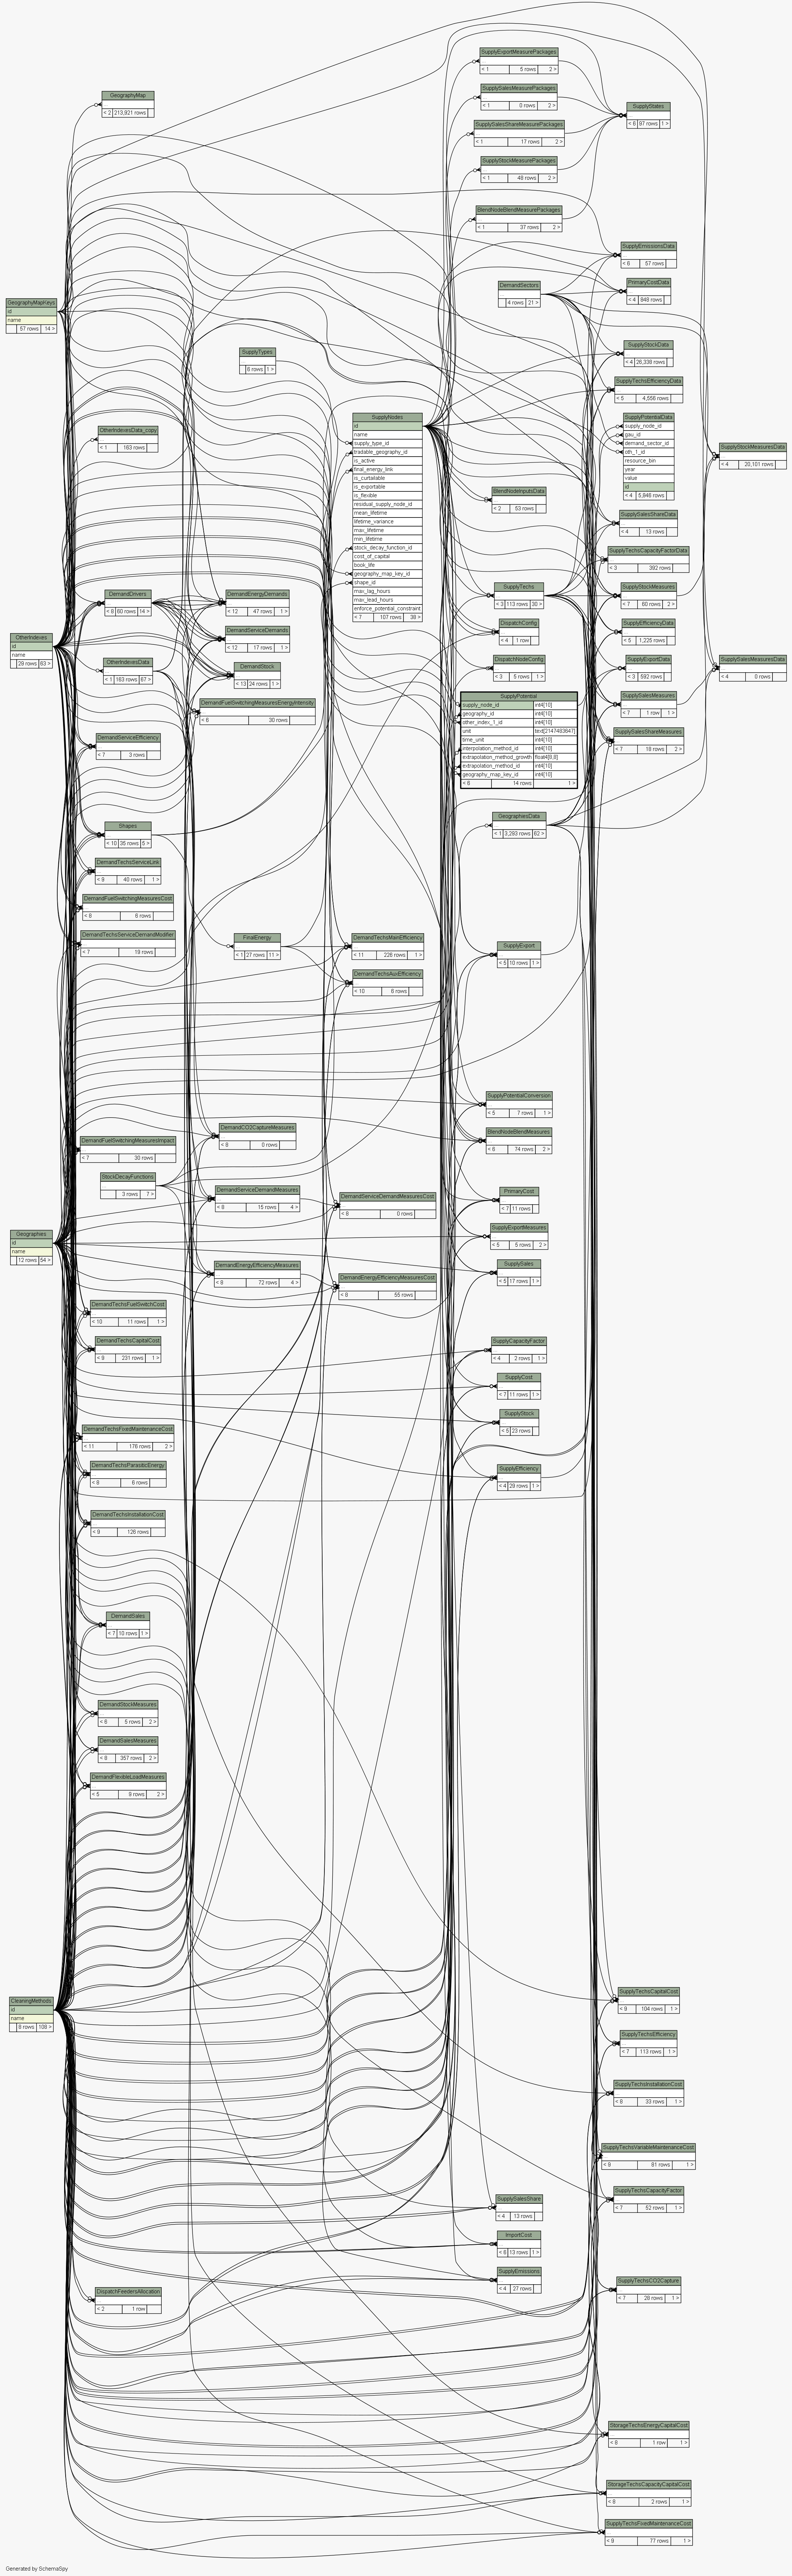 SupplyExportMeasurePackages
...
< 1 5 rows 2 >
SupplySalesMeasurePackages
...
< 1 0 rows 2 >
GeographyMap
...
< 2 213,821 rows
SupplyStates
...
< 6 97 rows 1 >
SupplySalesShareMeasurePackages
...
< 1 17 rows 2 >
SupplyStockMeasurePackages
...
< 1 48 rows 2 >
BlendNodeBlendMeasurePackages
...
< 1 37 rows 2 >
SupplyEmissionsData
...
< 6 57 rows
DemandSectors
...
4 rows 21 >
PrimaryCostData
...
< 4 848 rows
GeographyMapKeys
id
name
57 rows 14 >
SupplyTypes
...
6 rows 1 >
SupplyStockData
...
< 4 26,338 rows
SupplyTechsEfficiencyData
...
< 5 4,556 rows
SupplyNodes
id
name
supply_type_id
tradable_geography_id
is_active
final_energy_link
is_curtailable
is_exportable
is_flexible
residual_supply_node_id
mean_lifetime
lifetime_variance
max_lifetime
min_lifetime
stock_decay_function_id
cost_of_capital
book_life
geography_map_key_id
shape_id
max_lag_hours
max_lead_hours
enforce_potential_constraint
< 7 107 rows 38 >
SupplyPotentialData
supply_node_id
gau_id
demand_sector_id
oth_1_id
resource_bin
year
value
id
< 4 5,846 rows
OtherIndexesData_copy
...
< 1 163 rows
SupplyStockMeasuresData
...
< 4 20,101 rows
BlendNodeInputsData
...
< 2 53 rows
SupplySalesShareData
...
< 4 13 rows
SupplyTechsCapacityFactorData
...
< 3 392 rows
DemandDrivers
...
< 8 60 rows 14 >
DemandEnergyDemands
...
< 12 47 rows 1 >
SupplyTechs
...
< 3 113 rows 30 >
SupplyStockMeasures
...
< 7 60 rows 2 >
DemandServiceDemands
...
< 12 17 rows 1 >
DispatchConfig
...
< 4 1 row
SupplyEfficiencyData
...
< 5 1,225 rows
OtherIndexes
id
name
28 rows 63 >
OtherIndexesData
...
< 1 163 rows 67 >
DemandStock
...
< 13 24 rows 1 >
DispatchNodeConfig
...
< 3 5 rows 1 >
SupplyExportData
...
< 3 592 rows
SupplySalesMeasuresData
...
< 4 0 rows
DemandFuelSwitchingMeasuresEnergyIntensity
...
< 6 30 rows
SupplyPotential
supply_node_id int4[10]
geography_id int4[10]
other_index_1_id int4[10]
unit text[2147483647]
time_unit int4[10]
interpolation_method_id int4[10]
extrapolation_method_growth float4[8,8]
extrapolation_method_id int4[10]
geography_map_key_id int4[10]
< 6 14 rows 1 >
SupplySalesMeasures
...
< 7 1 row 1 >
SupplySalesShareMeasures
...
< 7 18 rows 2 >
DemandServiceEfficiency
...
< 7 3 rows
Shapes
...
< 10 35 rows 5 >
GeographiesData
...
< 1 3,283 rows 62 >
DemandTechsServiceLink
...
< 9 40 rows 1 >
DemandFuelSwitchingMeasuresCost
...
< 8 6 rows
DemandTechsServiceDemandModifier
...
< 7 19 rows
FinalEnergy
...
< 1 27 rows 11 >
DemandTechsMainEfficiency
...
< 11 226 rows 1 >
SupplyExport
...
< 5 10 rows 1 >
DemandTechsAuxEfficiency
...
< 10 6 rows
SupplyPotentialConversion
...
< 5 7 rows 1 >
DemandFuelSwitchingMeasuresImpact
...
< 7 30 rows
DemandCO2CaptureMeasures
...
< 8 0 rows
BlendNodeBlendMeasures
...
< 6 74 rows 2 >
StockDecayFunctions
...
3 rows 7 >
DemandServiceDemandMeasures
...
< 8 15 rows 4 >
DemandServiceDemandMeasuresCost
...
< 8 0 rows
PrimaryCost
...
< 7 11 rows
Geographies
id
name
12 rows 54 >
SupplyExportMeasures
...
< 5 5 rows 2 >
DemandEnergyEfficiencyMeasures
...
< 8 72 rows 4 >
DemandEnergyEfficiencyMeasuresCost
...
< 8 55 rows
SupplySales
...
< 5 17 rows 1 >
DemandTechsFuelSwitchCost
...
< 10 11 rows 1 >
DemandTechsCapitalCost
...
< 9 231 rows 1 >
SupplyCapacityFactor
...
< 4 2 rows 1 >
SupplyCost
...
< 7 11 rows 1 >
SupplyStock
...
< 5 23 rows
DemandTechsFixedMaintenanceCost
...
< 11 176 rows 2 >
DemandTechsParasiticEnergy
...
< 8 6 rows
SupplyEfficiency
...
< 4 29 rows 1 >
DemandTechsInstallationCost
...
< 9 126 rows
DemandSales
...
< 7 10 rows 1 >
DemandStockMeasures
...
< 6 5 rows 2 >
DemandSalesMeasures
...
< 8 357 rows 2 >
DemandFlexibleLoadMeasures
...
< 5 9 rows 2 >
CleaningMethods
id
name
8 rows 108 >
SupplyTechsCapitalCost
...
< 9 104 rows 1 >
SupplyTechsEfficiency
...
< 7 113 rows 1 >
SupplyTechsInstallationCost
...
< 8 33 rows 1 >
SupplyTechsVariableMaintenanceCost
...
< 8 81 rows 1 >
SupplyTechsCapacityFactor
...
< 7 52 rows 1 >
SupplySalesShare
...
< 4 13 rows
ImportCost
...
< 6 13 rows 1 >
SupplyEmissions
...
< 4 27 rows
SupplyTechsCO2Capture
...
< 7 28 rows 1 >
DispatchFeedersAllocation
...
< 2 1 row
StorageTechsEnergyCapitalCost
...
< 8 1 row 1 >
StorageTechsCapacityCapitalCost
...
< 8 2 rows 1 >
SupplyTechsFixedMaintenanceCost
...
< 9 77 rows 1 >
Generated by SchemaSpy